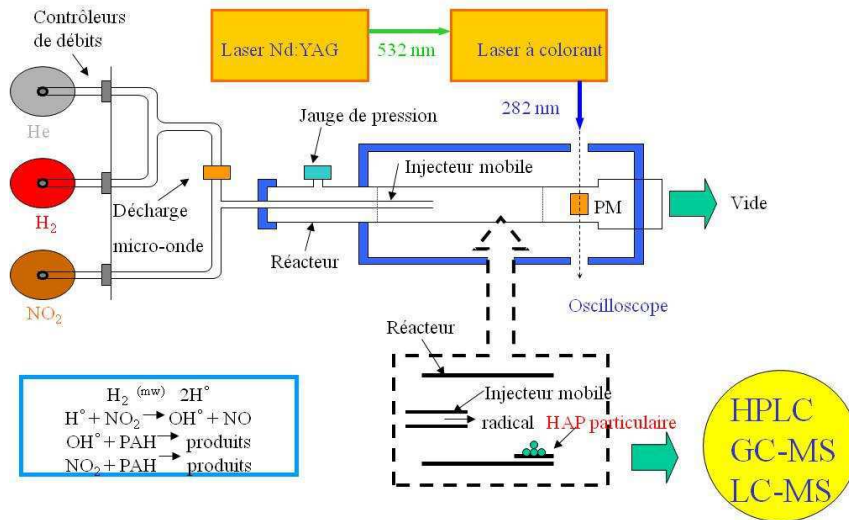 Contrôleurs
de débits
Laser Nd:YAG
532 nm
Laser à colorant
282 nm
He
Jauge de pression
Injecteur mobile
H₂
Décharge
micro-onde
Réacteur
PM
Vide
NO₂
Oscilloscope
Réacteur
Injecteur mobile
radical
HAP particulaire
H₂ (mw) 2H°
H° + NO₂ → OH° + NO
OH° + PAH → produits
NO₂ + PAH → produits
HPLC
GC-MS
LC-MS